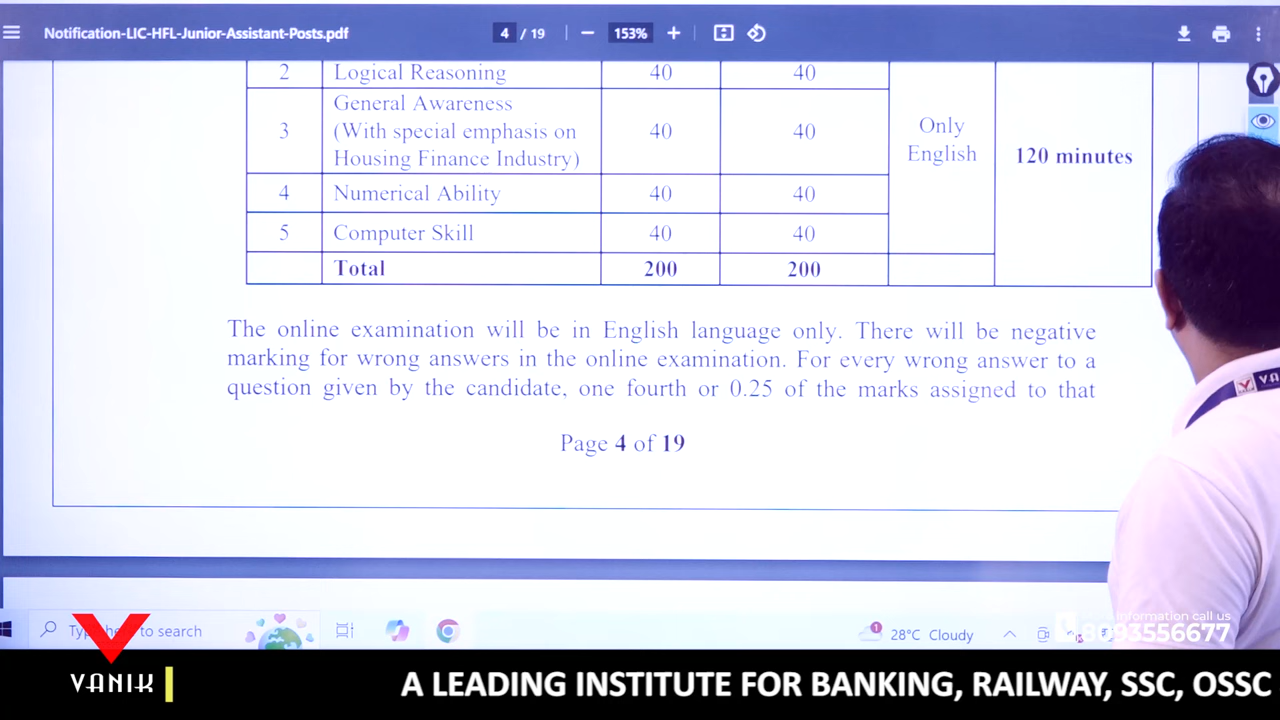 Notification-LIC-HFL-Junior-Assistant-Posts.pdf
4 / 19
153%
2 Logical Reasoning 40 40
3 General Awareness (With special emphasis on Housing Finance Industry) 40 40
4 Numerical Ability 40 40
5 Computer Skill 40 40
Only English
120 minutes
Total 200 200
The online examination will be in English language only. There will be negative
marking for wrong answers in the online examination. For every wrong answer to a
question given by the candidate, one fourth or 0.25 of the marks assigned to that
Page 4 of 19
VA
to search
1
28°C Cloudy
information call us
8093556677
VANIK
A LEADING INSTITUTE FOR BANKING, RAILWAY, SSC, OSSC